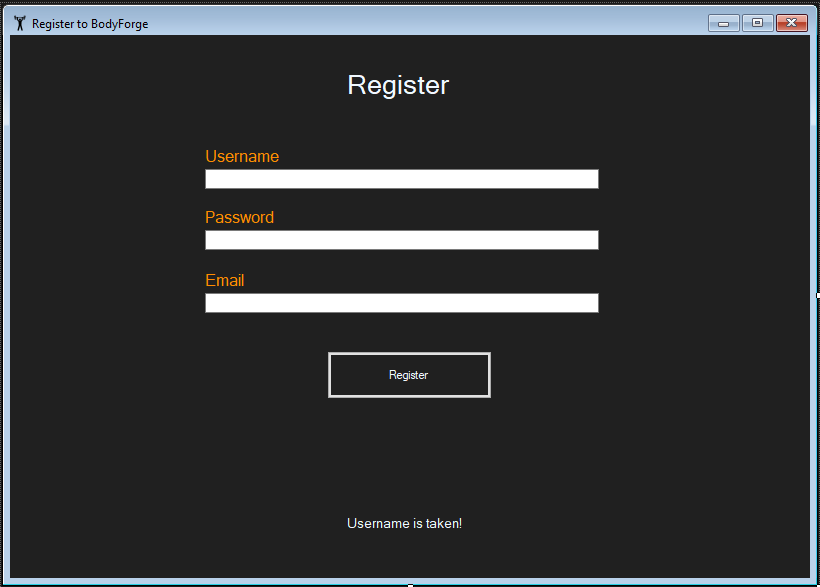 Register to BodyForge
Register
Username
Password
Email
Register
Username is taken!